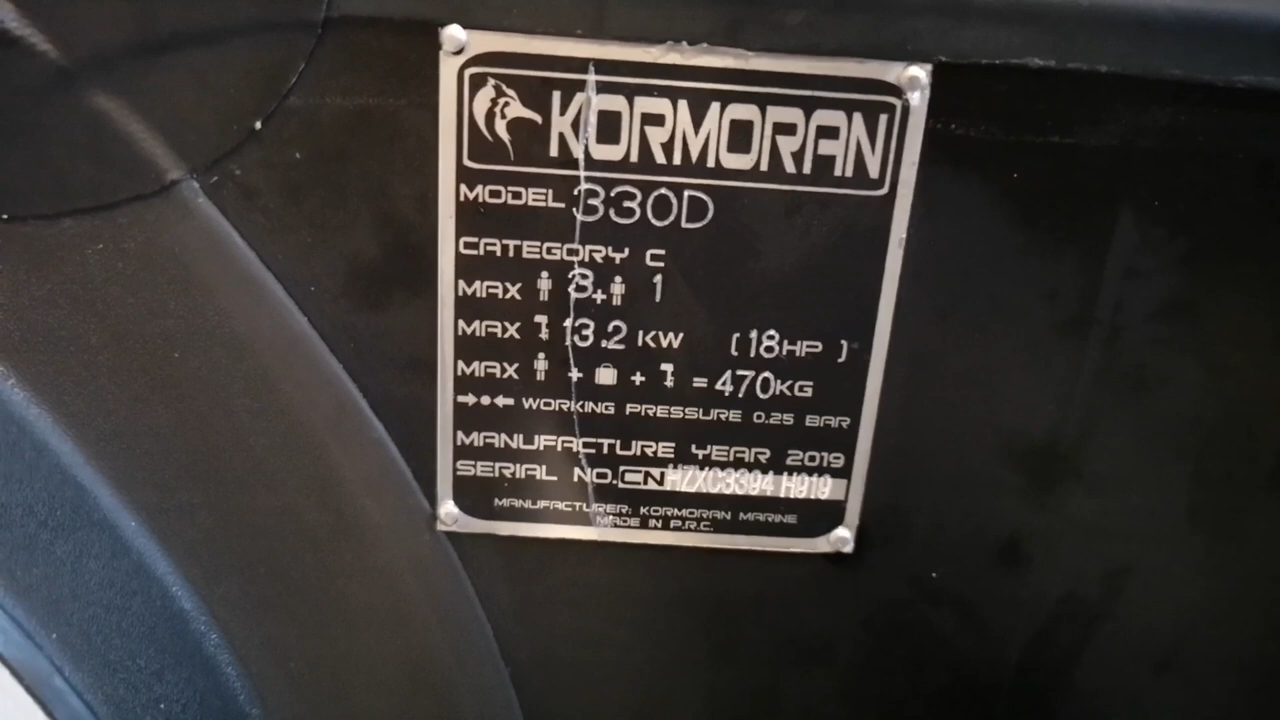 KORMORAN
MODEL 330D
CATEGORY C
MAX 3+ 1
MAX 13.2 KW (18HP)
MAX + + = 470KG
WORKING PRESSURE 0.25 BAR
MANUFACTURE YEAR 2019
SERIAL NO. CN HZXC3394 H919
MANUFACTURER: KORMORAN MARINE
MADE IN P.R.C.